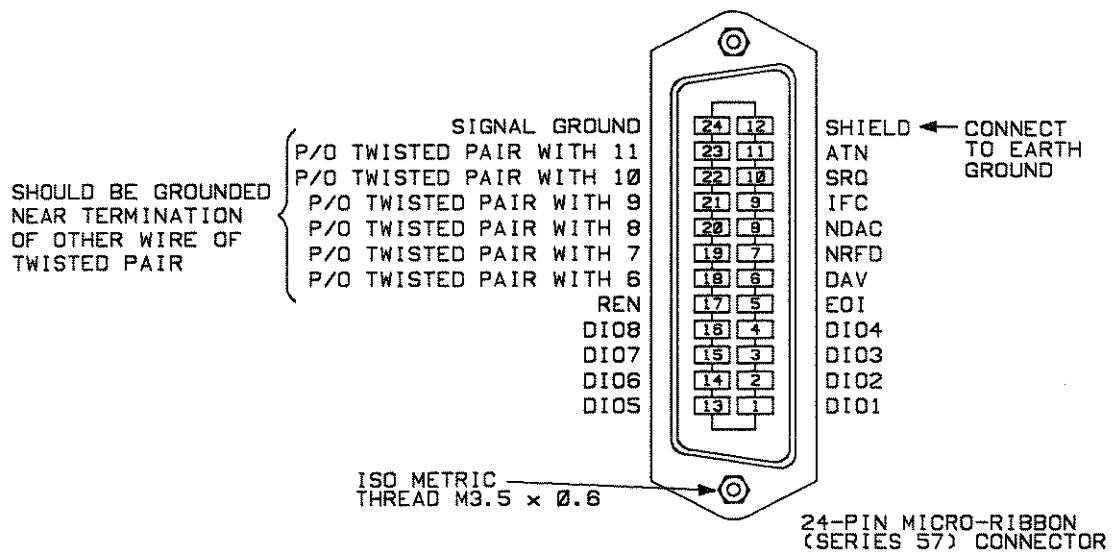 SIGNAL GROUND 24 12 SHIELD
P/O TWISTED PAIR WITH 11 23 11 ATN
P/O TWISTED PAIR WITH 10 22 10 SRQ
P/O TWISTED PAIR WITH 9 21 9 IFC
P/O TWISTED PAIR WITH 8 20 8 NDAC
P/O TWISTED PAIR WITH 7 19 7 NRFD
P/O TWISTED PAIR WITH 6 18 6 DAV
REN 17 5 EOI
DIO8 16 4 DIO4
DIO7 15 3 DIO3
DIO6 14 2 DIO2
DIO5 13 1 DIO1
CONNECT
TO EARTH
GROUND
SHOULD BE GROUNDED
NEAR TERMINATION
OF OTHER WIRE OF
TWISTED PAIR
ISO METRIC
THREAD M3.5 x 0.6
24-PIN MICRO-RIBBON
(SERIES 57) CONNECTOR